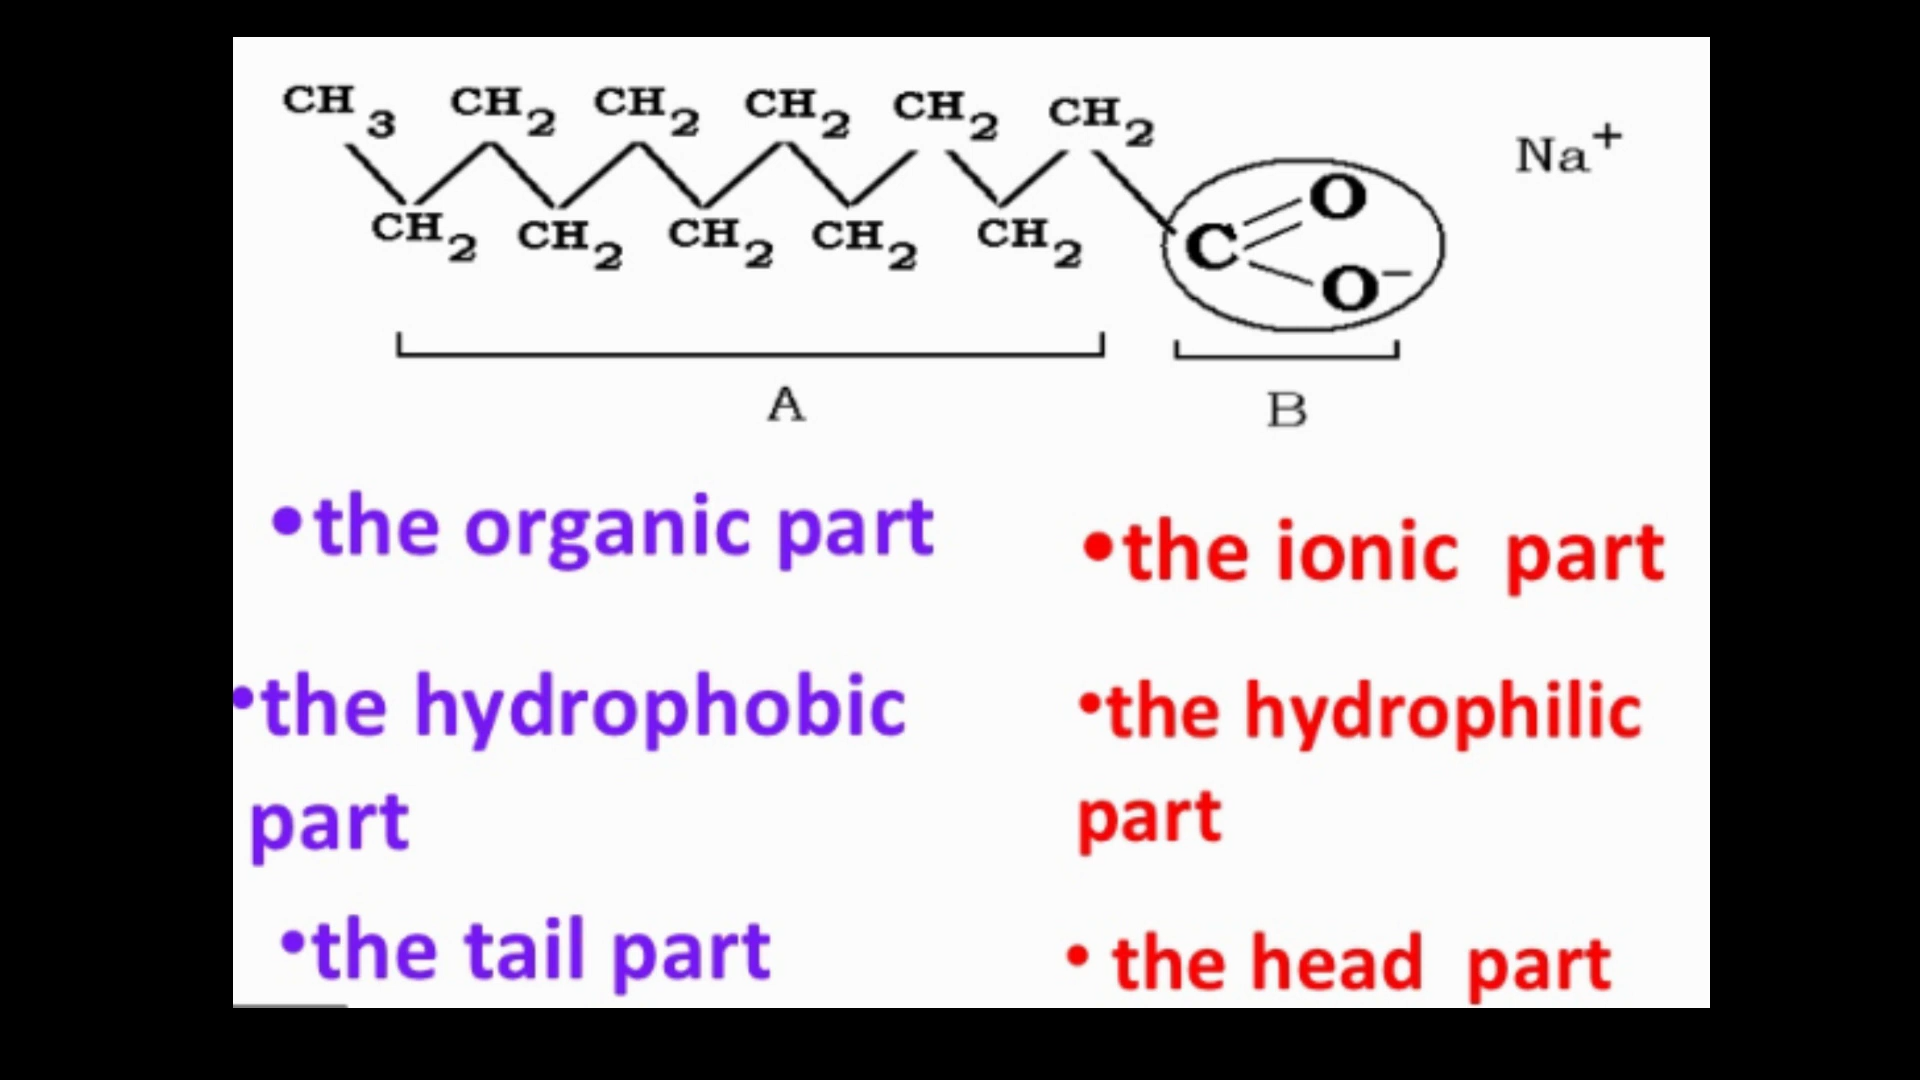 CH3 CH2 CH2 CH2 CH2 CH2 Na+
O
CH2 CH2 CH2 CH2 CH2 C
O−
A B
•the organic part
•the ionic part
•the hydrophobic
part
•the hydrophilic
part
•the tail part
• the head part